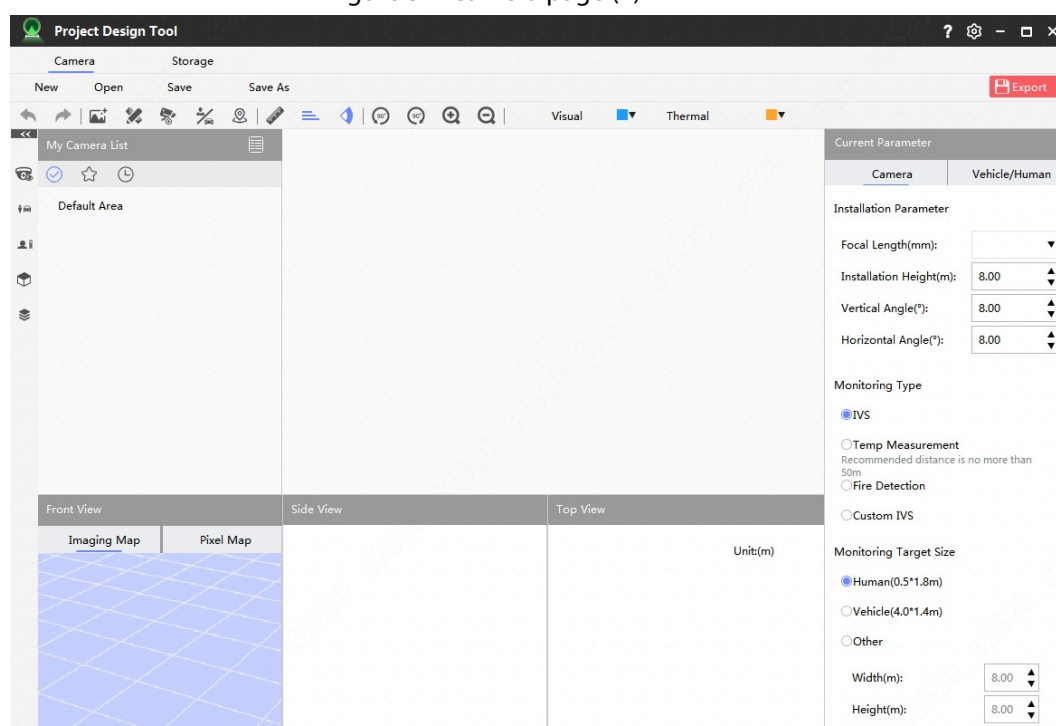 Project Design Tool
?
Camera Storage
New Open Save Save As
Export
90° 90° Visual Thermal
<<
My Camera List
Default Area
Current Parameter
Camera Vehicle/Human
Installation Parameter
Focal Length(mm):
Installation Height(m): 8.00
Vertical Angle(°): 8.00
Horizontal Angle(°): 8.00
Monitoring Type
IVS
Temp Measurement
Recommended distance is no more than
50m
Fire Detection
Custom IVS
Monitoring Target Size
Human(0.5*1.8m)
Vehicle(4.0*1.4m)
Other
Width(m): 8.00
Height(m): 8.00
Front View
Imaging Map Pixel Map
Side View
Top View
Unit:(m)